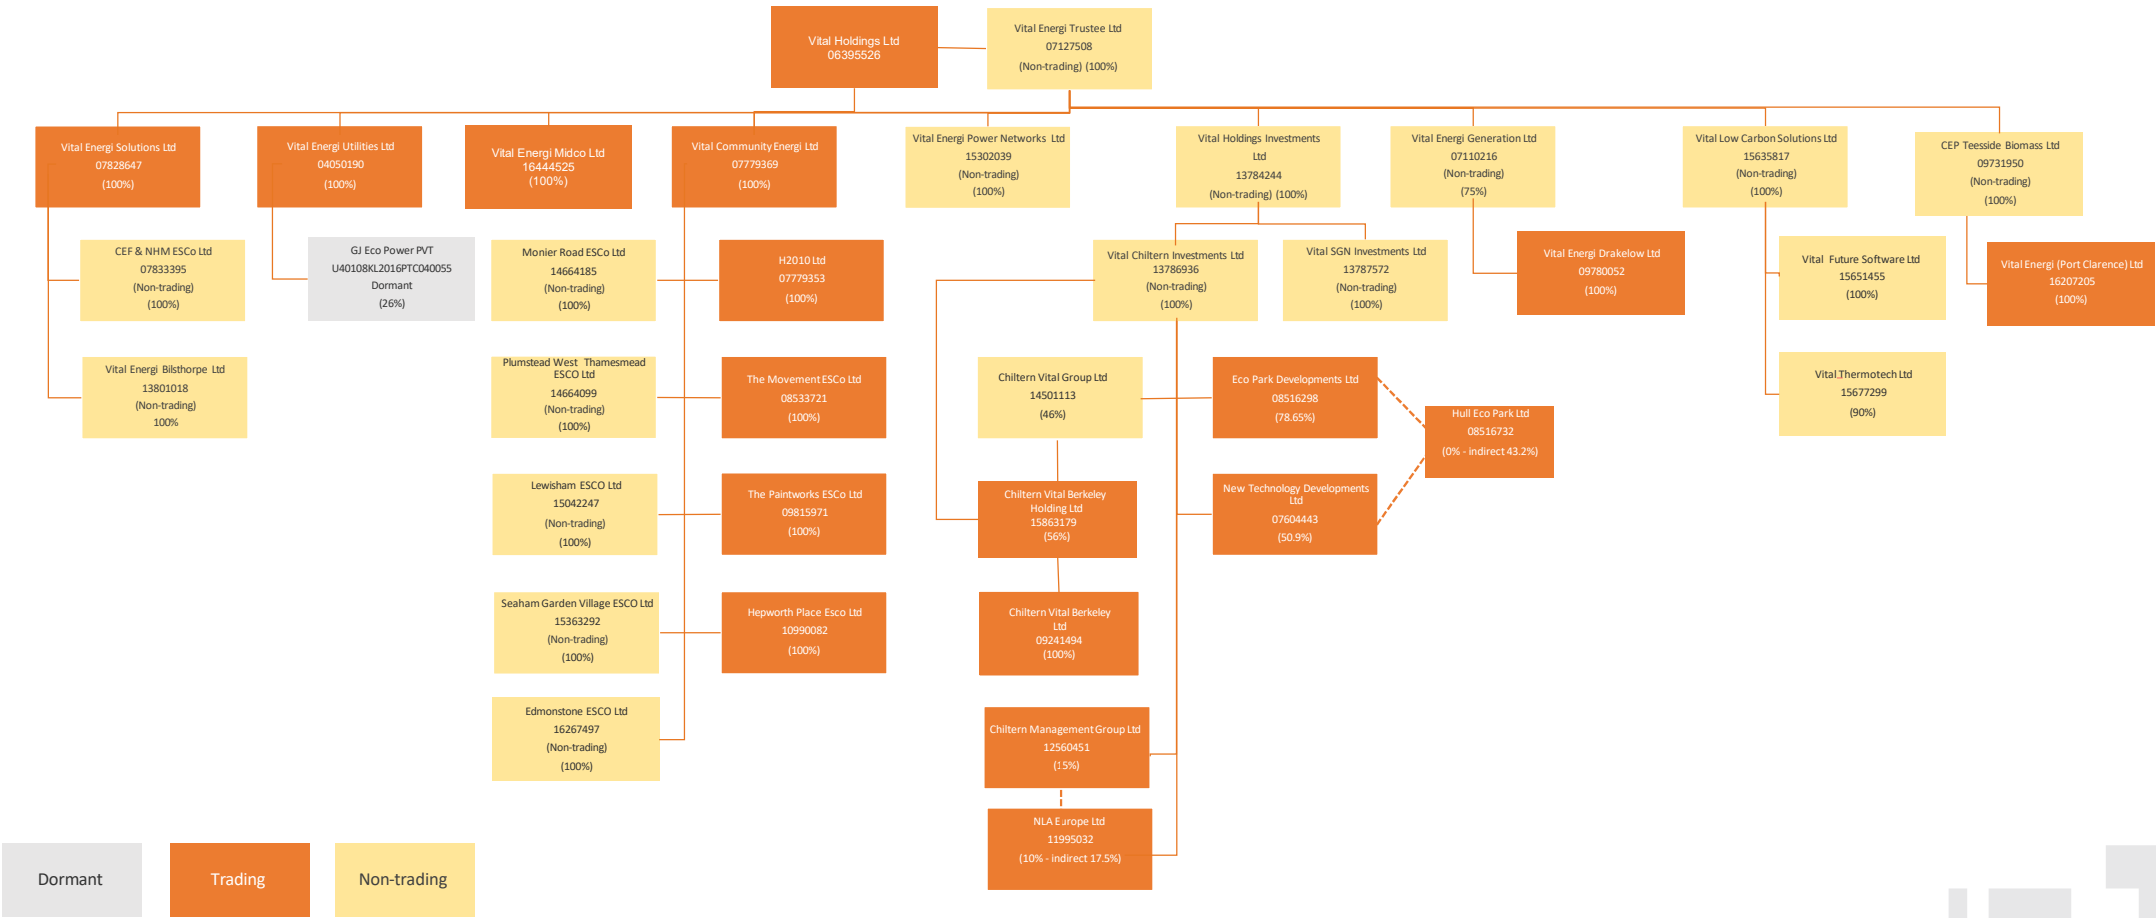 Vital Holdings Ltd
06395526
Vital Energi Trustee Ltd
07127508
(Non-trading) (100%)
Vital Energi Solutions Ltd
07828647
(100%)
Vital Energi Utilities Ltd
04050190
(100%)
Vital Energi Midco Ltd
16444525
(100%)
Vital Community Energi Ltd
07779369
(100%)
Vital Energi Power Networks Ltd
15302039
(Non-trading)
(100%)
Vital Holdings Investments
Ltd
13784244
(Non-trading) (100%)
Vital Energi Generation Ltd
07110216
(Non-trading)
(75%)
Vital Low Carbon Solutions Ltd
15635817
(Non-trading)
(100%)
CEP Teesside Biomass Ltd
09731950
(Non-trading)
(100%)
CEF & NHM ESCo Ltd
07833395
(Non-trading)
(100%)
GJ Eco Power PVT
U40108KL2016PTC040055
Dormant
(26%)
Monier Road ESCo Ltd
14664185
(Non-trading)
(100%)
H2010 Ltd
07779353
(100%)
Vital Chiltern Investments Ltd
13786936
(Non-trading)
(100%)
Vital SGN Investments Ltd
13787572
(Non-trading)
(100%)
Vital Energi Drakelow Ltd
09780052
(100%)
Vital Future Software Ltd
15651455
(100%)
Vital Energi (Port Clarence) Ltd
16207205
(100%)
Vital Energi Bilsthorpe Ltd
13801018
(Non-trading)
100%
Plumstead West Thamesmead
ESCO Ltd
14664099
(Non-trading)
(100%)
The Movement ESCo Ltd
08533721
(100%)
Chiltern Vital Group Ltd
14501113
(46%)
Eco Park Developments Ltd
08516298
(78.65%)
Hull Eco Park Ltd
08516732
(0% - indirect 43.2%)
Vital Thermotech Ltd
15677299
(90%)
Lewisham ESCO Ltd
15042247
(Non-trading)
(100%)
The Paintworks ESCo Ltd
09815971
(100%)
Chiltern Vital Berkeley
Holding Ltd
15863179
(56%)
New Technology Developments
Ltd
07604443
(50.9%)
Seaham Garden Village ESCO Ltd
15363292
(Non-trading)
(100%)
Hepworth Place Esco Ltd
10990082
(100%)
Chiltern Vital Berkeley
Ltd
09241494
(100%)
Edmonstone ESCO Ltd
16267497
(Non-trading)
(100%)
Chiltern Management Group Ltd
12560451
(15%)
NLA Europe Ltd
11995032
(10% - indirect 17.5%)
Dormant
Trading
Non-trading